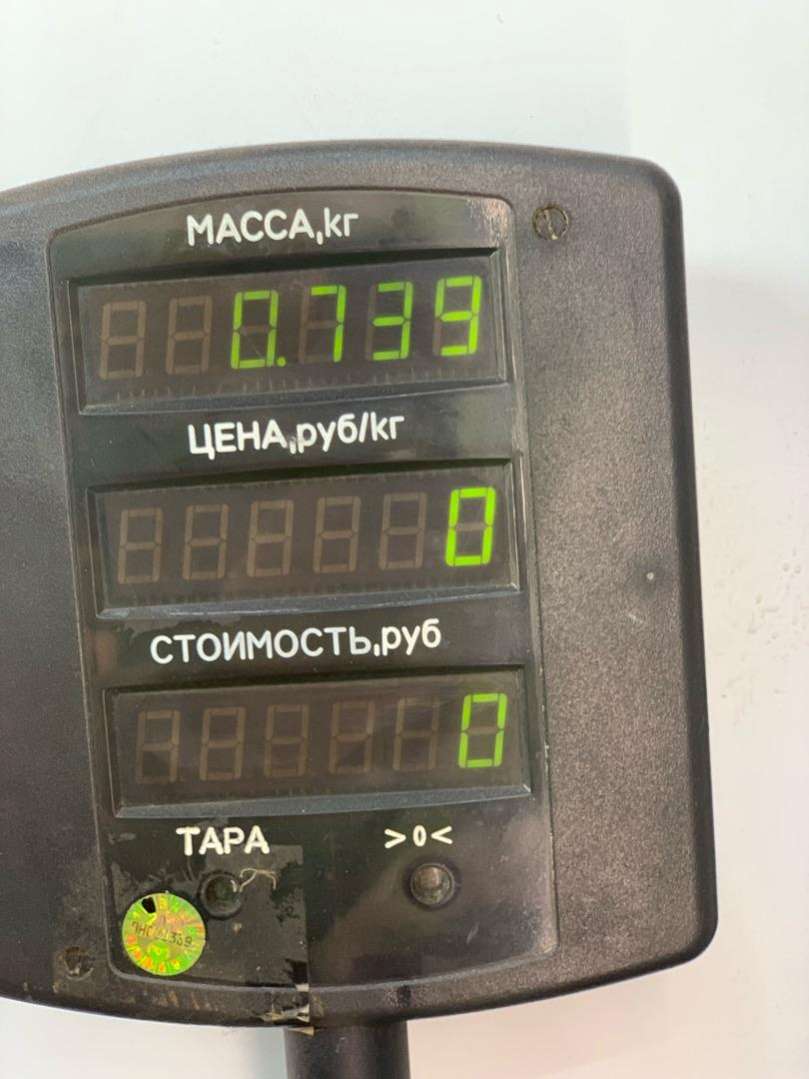 МАССА,кг
0.739
ЦЕНА,руб/кг
0
СТОИМОСТЬ,руб
0
ТАРА >0<